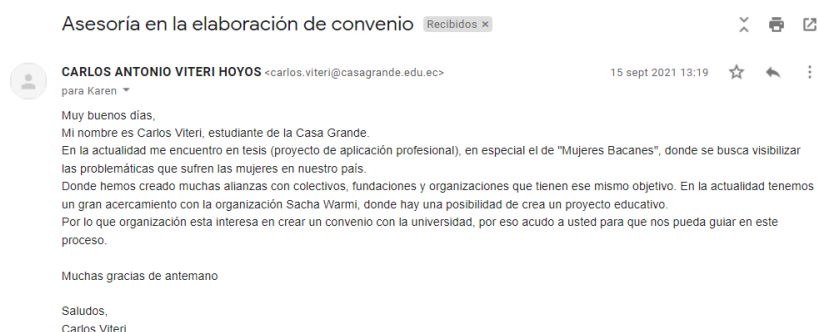 Asesoría en la elaboración de convenio Recibidos ×
CARLOS ANTONIO VITERI HOYOS <carlos.viteri@casagrande.edu.ec> 15 sept 2021 13:19
para Karen
Muy buenos días,
Mi nombre es Carlos Viteri, estudiante de la Casa Grande.
En la actualidad me encuentro en tesis (proyecto de aplicación profesional), en especial el de "Mujeres Bacanes", donde se busca visibilizar
las problemáticas que sufren las mujeres en nuestro país.
Donde hemos creado muchas alianzas con colectivos, fundaciones y organizaciones que tienen ese mismo objetivo. En la actualidad tenemos
un gran acercamiento con la organización Sacha Warmi, donde hay una posibilidad de crea un proyecto educativo.
Por lo que organización esta interesa en crear un convenio con la universidad, por eso acudo a usted para que nos pueda guiar en este
proceso.
Muchas gracias de antemano
Saludos,
Carlos Viteri